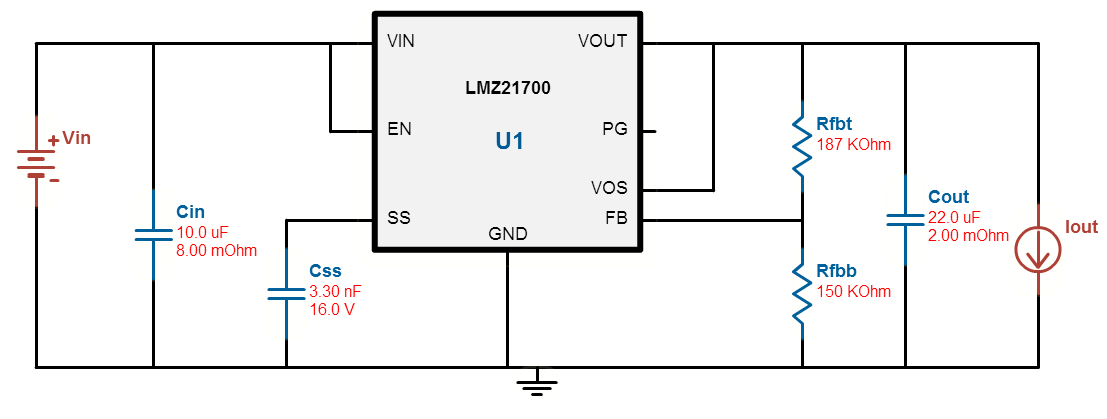 VIN
VOUT
LMZ21700
EN
U1
PG
VOS
SS
FB
GND
+
Vin
-
Cin
10.0 uF
8.00 mOhm
Css
3.30 nF
16.0 V
Rfbt
187 KOhm
Rfbb
150 KOhm
Cout
22.0 uF
2.00 mOhm
Iout